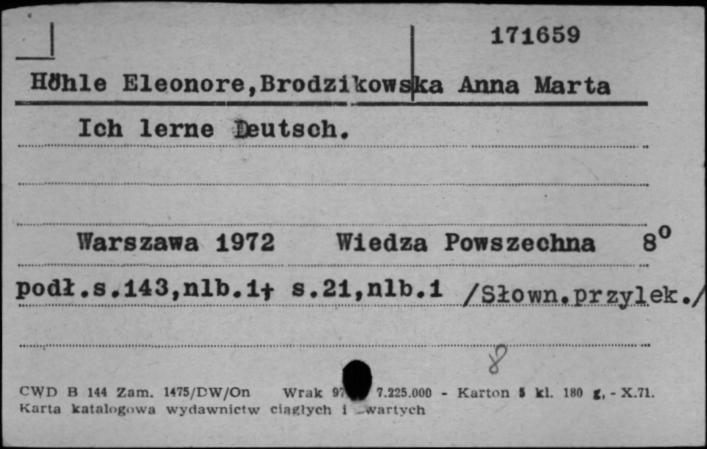 171659
Höhle Eleonore,Brodzikowska Anna Marta
Ich lerne Deutsch.
Warszawa 1972 Wiedza Powszechna 8°
podł.s.143,nlb.1+ s.21,nlb.1 /Słown.przylek./
8
CWD B 144 Zam. 1475/DW/On Wrak 7.225.000 - Karton kl. 180 g, - X.71.
Karta katalogowa wydawnictw ciągłych i zwartych